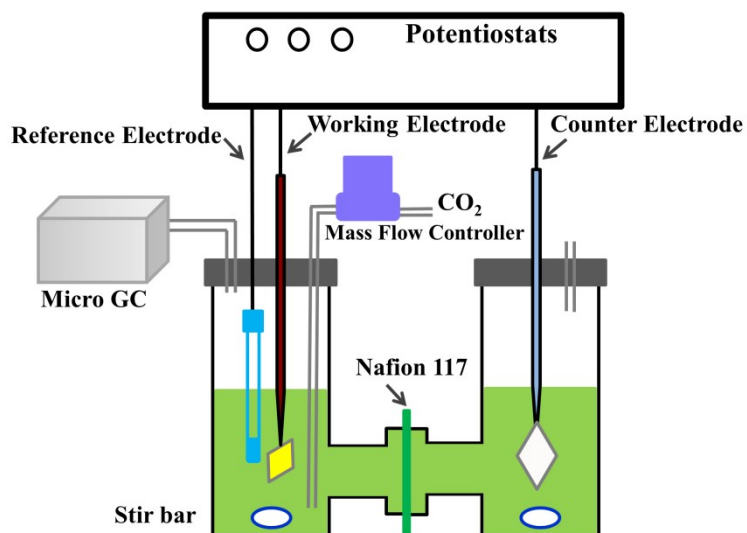 Potentiostats
Reference Electrode
Working Electrode
Counter Electrode
CO₂
Mass Flow Controller
Micro GC
Nafion 117
Stir bar